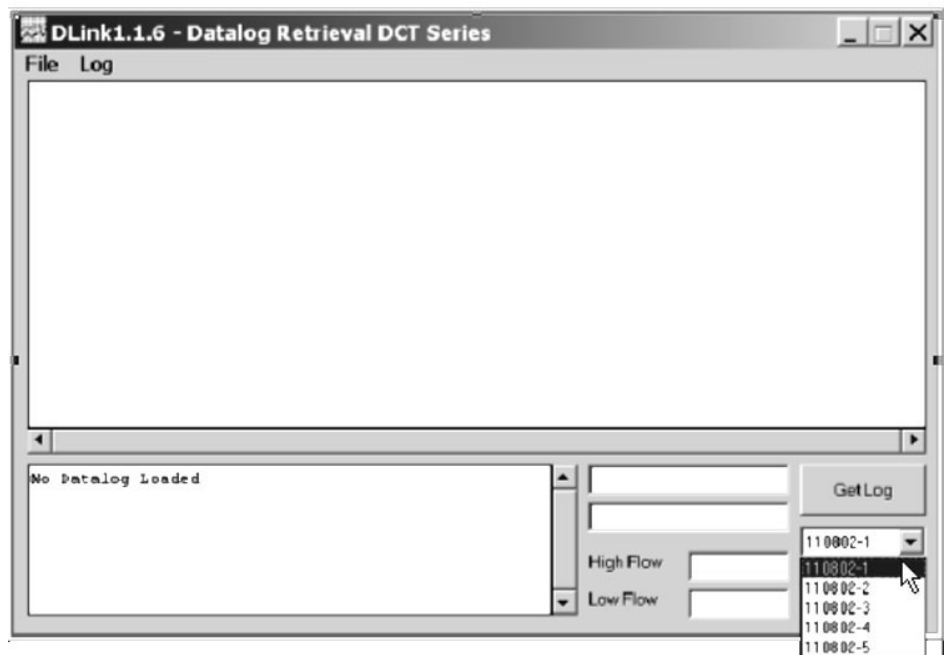 DLink1.1.6 - Datalog Retrieval DCT Series
File Log
No Datalog Loaded
Get Log
110802-1
High Flow
Low Flow
110802-1
110802-2
110802-3
110802-4
110802-5